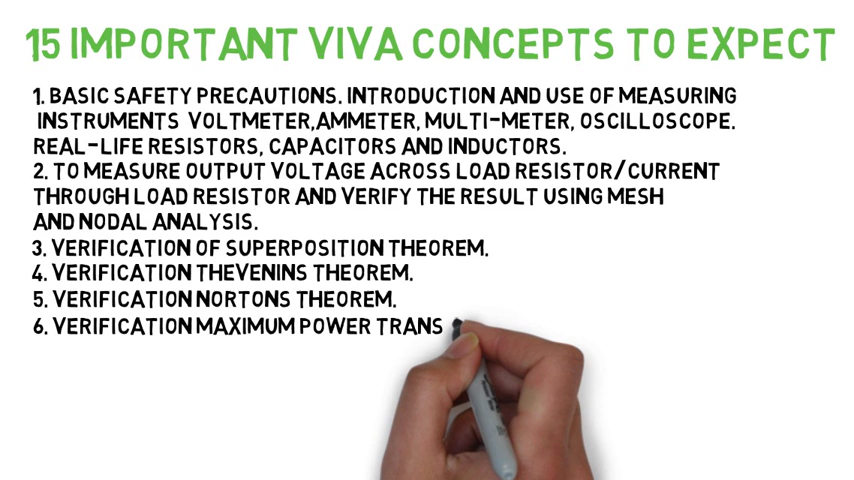 15 IMPORTANT VIVA CONCEPTS TO EXPECT
1. BASIC SAFETY PRECAUTIONS. INTRODUCTION AND USE OF MEASURING
INSTRUMENTS VOLTMETER,AMMETER, MULTI-METER, OSCILLOSCOPE.
REAL-LIFE RESISTORS, CAPACITORS AND INDUCTORS.
2. TO MEASURE OUTPUT VOLTAGE ACROSS LOAD RESISTOR/CURRENT
THROUGH LOAD RESISTOR AND VERIFY THE RESULT USING MESH
AND NODAL ANALYSIS.
3. VERIFICATION OF SUPERPOSITION THEOREM.
4. VERIFICATION THEVENINS THEOREM.
5. VERIFICATION NORTONS THEOREM.
6. VERIFICATION MAXIMUM POWER TRANS